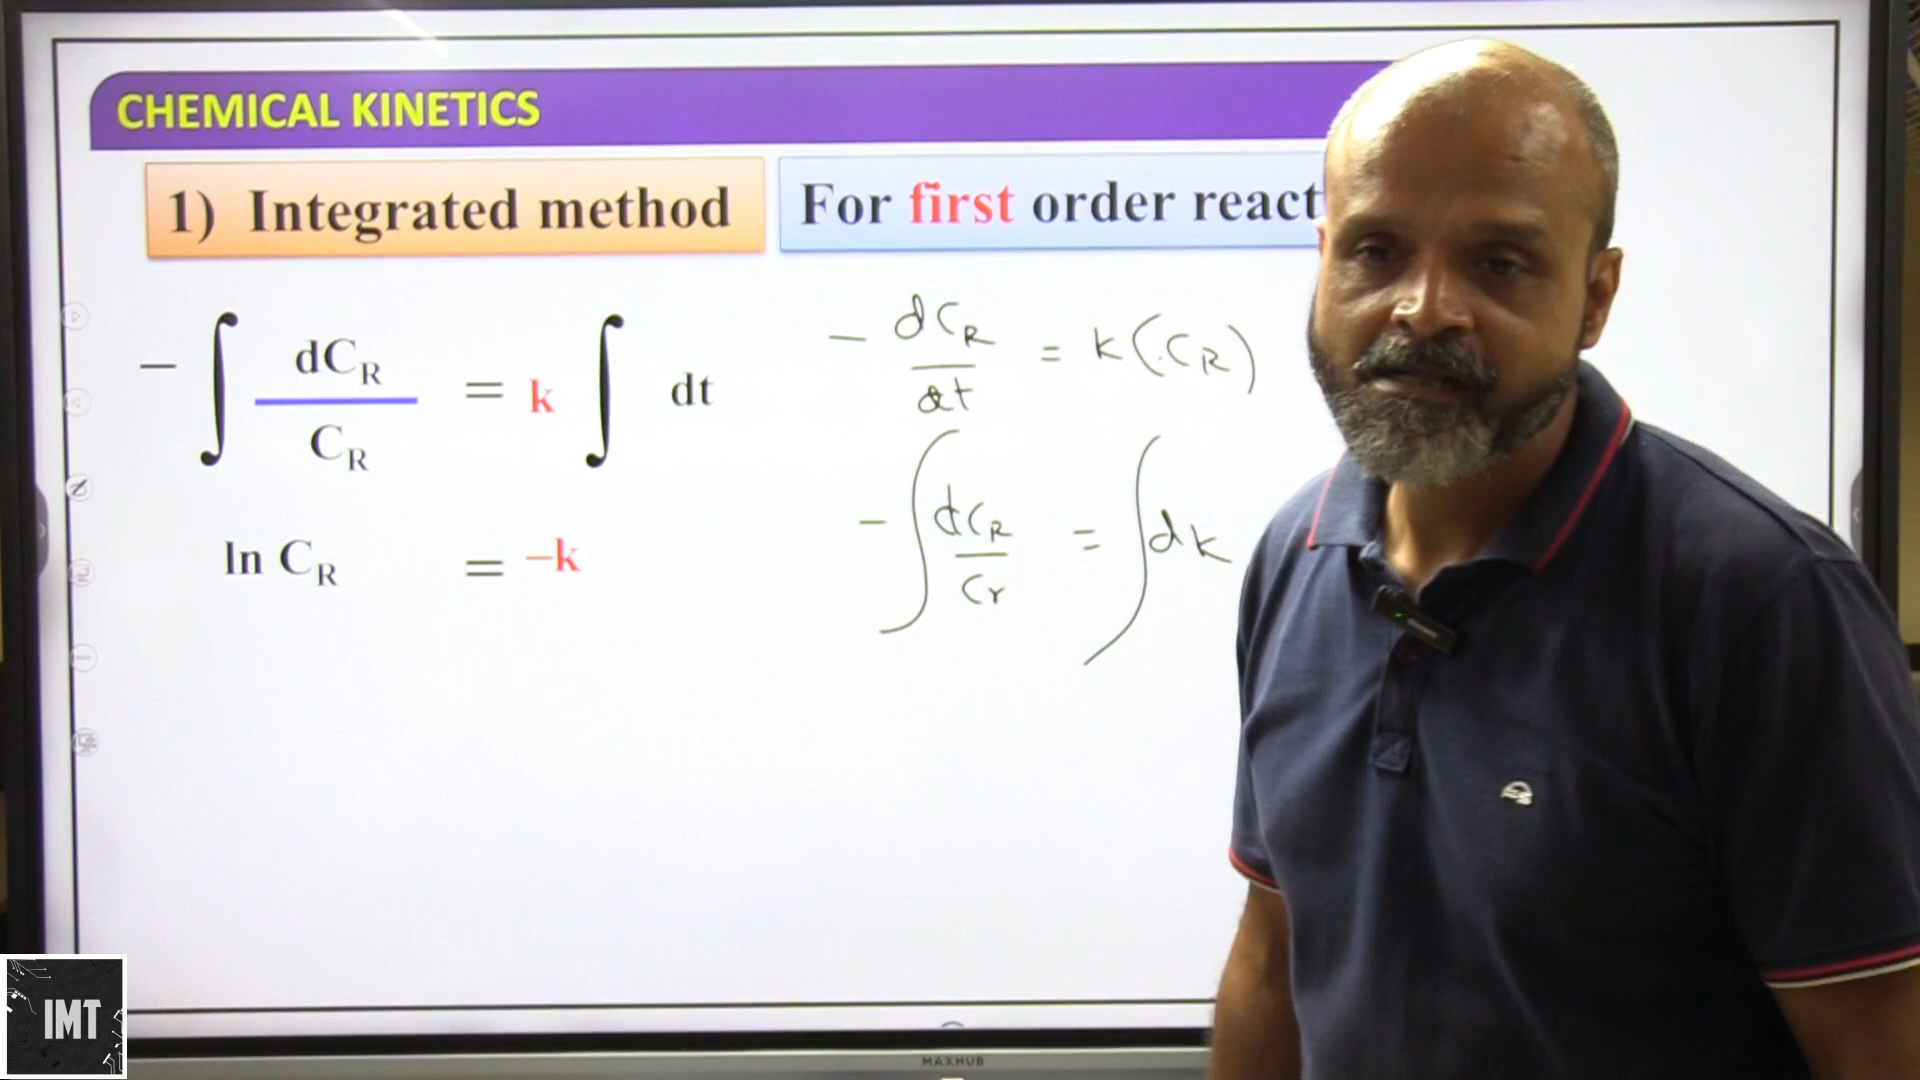 CHEMICAL KINETICS
1) Integrated method
For first order react
− ∫ dC_R / C_R = k ∫ dt
ln C_R = −k
− dC_R / dt = k(C_R)
− ∫ dC_R / C_r = ∫ dk
IMT
MAXHUB